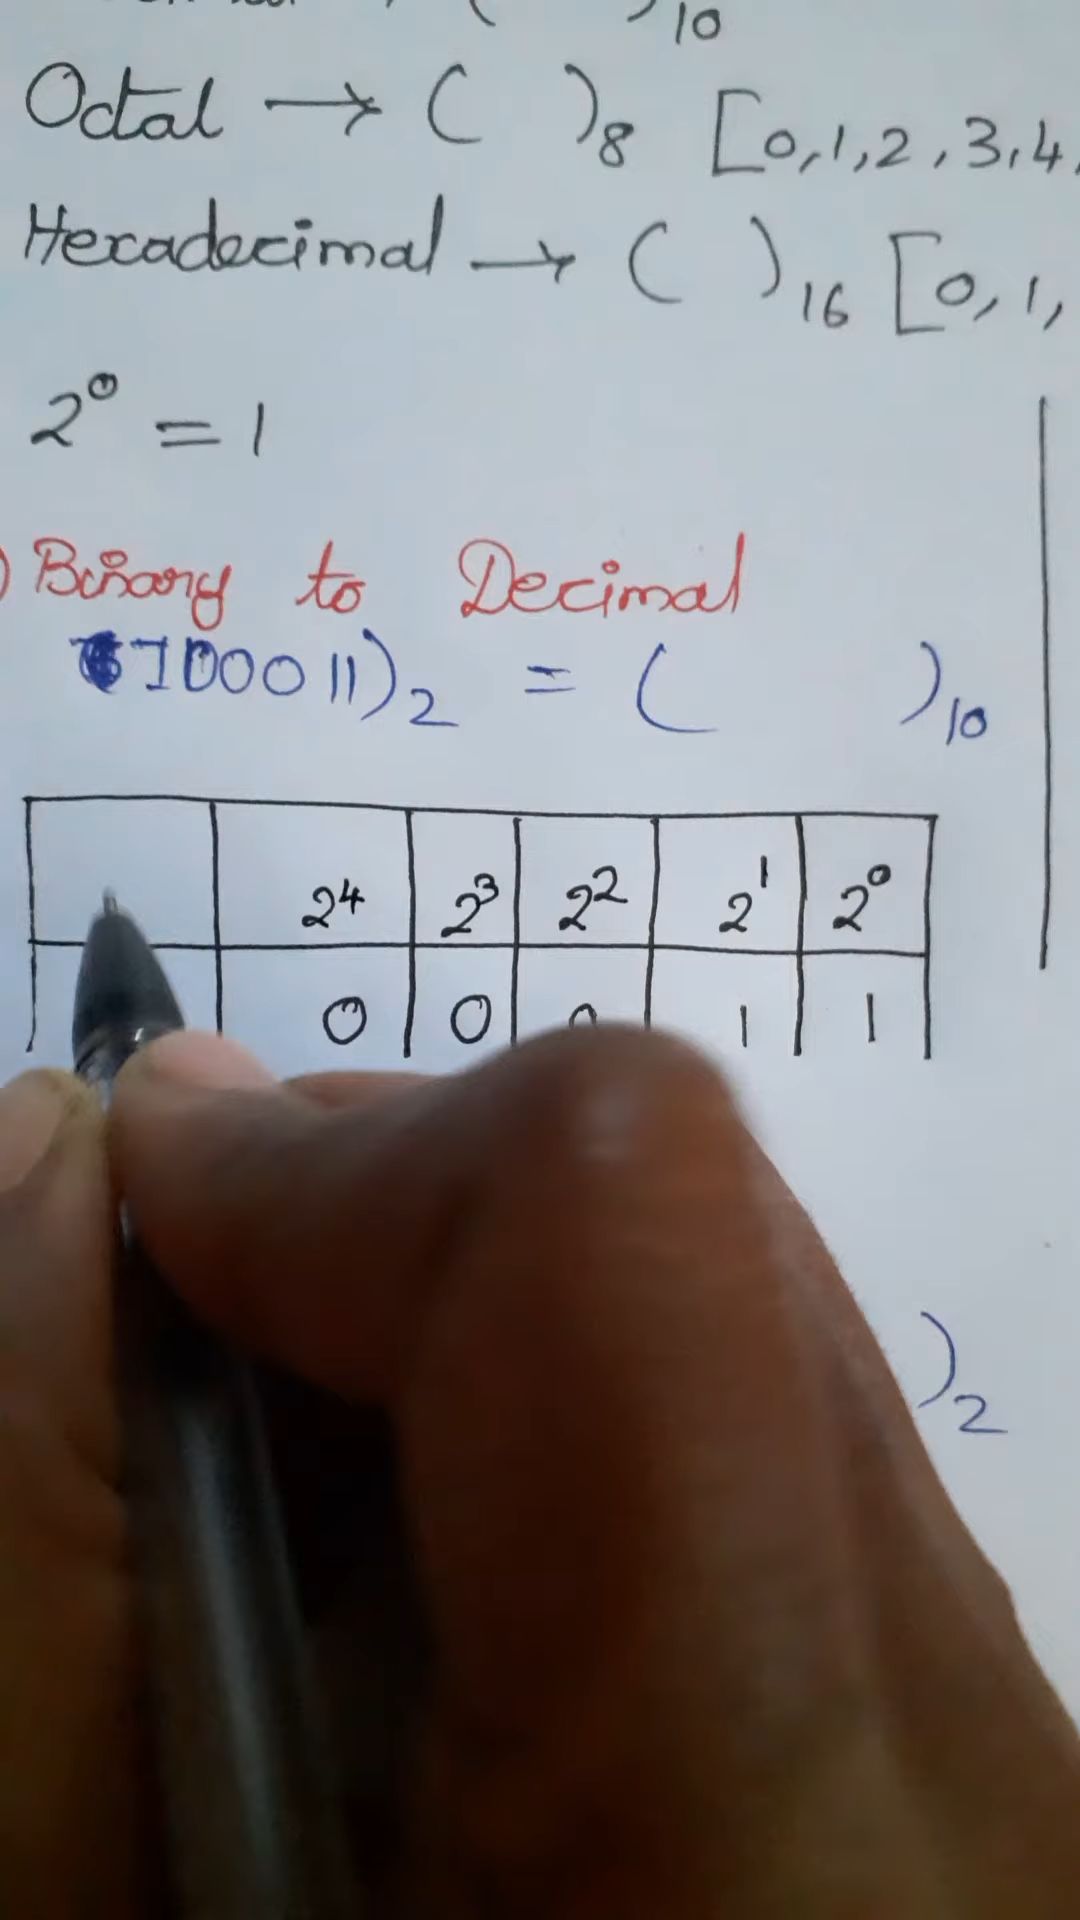 ( )10
Octal → ( )8 [0,1,2,3,4,
Hexadecimal → ( )16 [0,1,
2⁰ = 1
) Binary to Decimal
100011)2 = ( )10
2⁴ 2³ 2² 2¹ 2⁰
0 0 0 1 1
)2